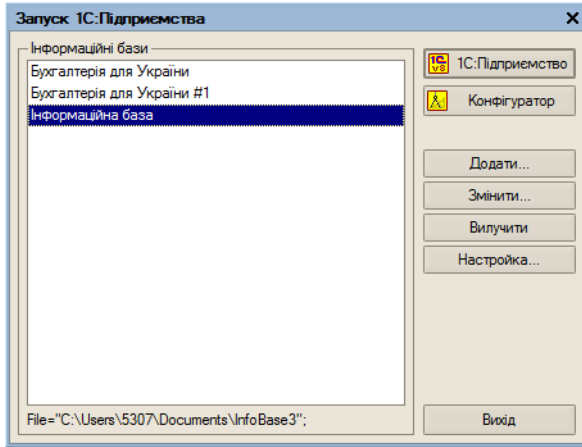 Запуск 1С:Підприємства
Інформаційні бази
Бухгалтерія для України
Бухгалтерія для України #1
Інформаційна база
1С:Підприємство
Конфігуратор
Додати...
Змінити...
Вилучити
Настройка...
File="C:\Users\5307\Documents\InfoBase3";
Вихід